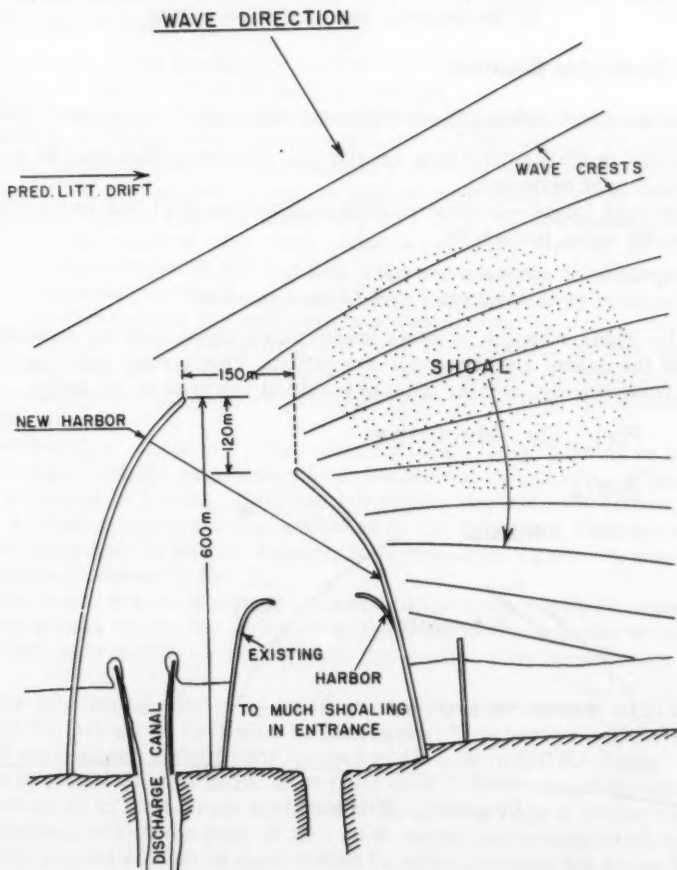 WAVE DIRECTION
WAVE CRESTS
PRED. LITT. DRIFT
150m
SHOAL
NEW HARBOR
120m
600m
EXISTING
HARBOR
TO MUCH SHOALING
IN ENTRANCE
DISCHARGE CANAL